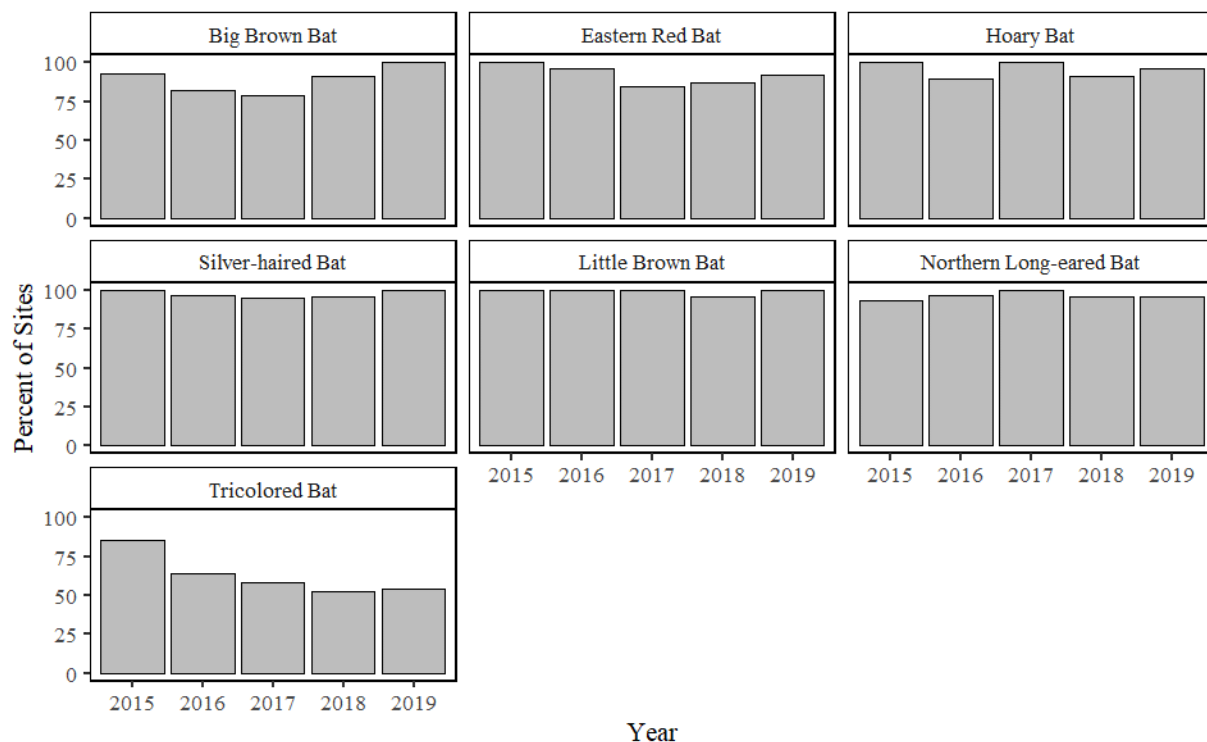 Big Brown Bat
Eastern Red Bat
Hoary Bat
100
75
50
25
0
Silver-haired Bat
Little Brown Bat
Northern Long-eared Bat
100
75
50
25
0
2015 2016 2017 2018 2019
2015 2016 2017 2018 2019
Tricolored Bat
100
75
50
25
0
2015 2016 2017 2018 2019
Percent of Sites
Year